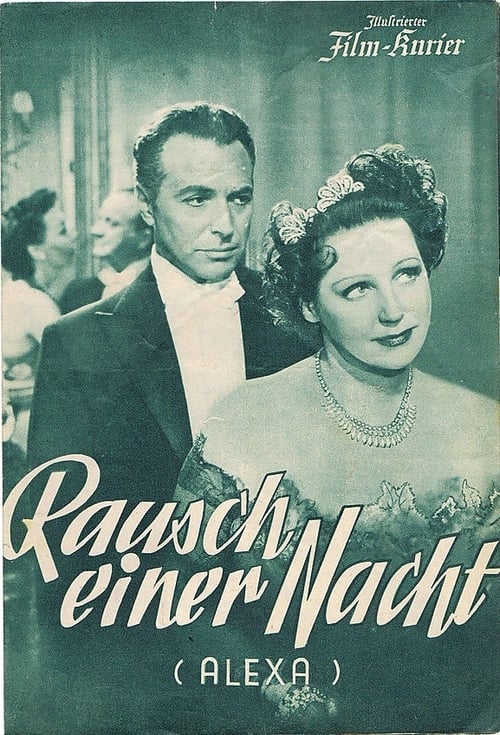 Illustrierter
Film-Kurier
Rausch
einer Nacht
( ALEXA )